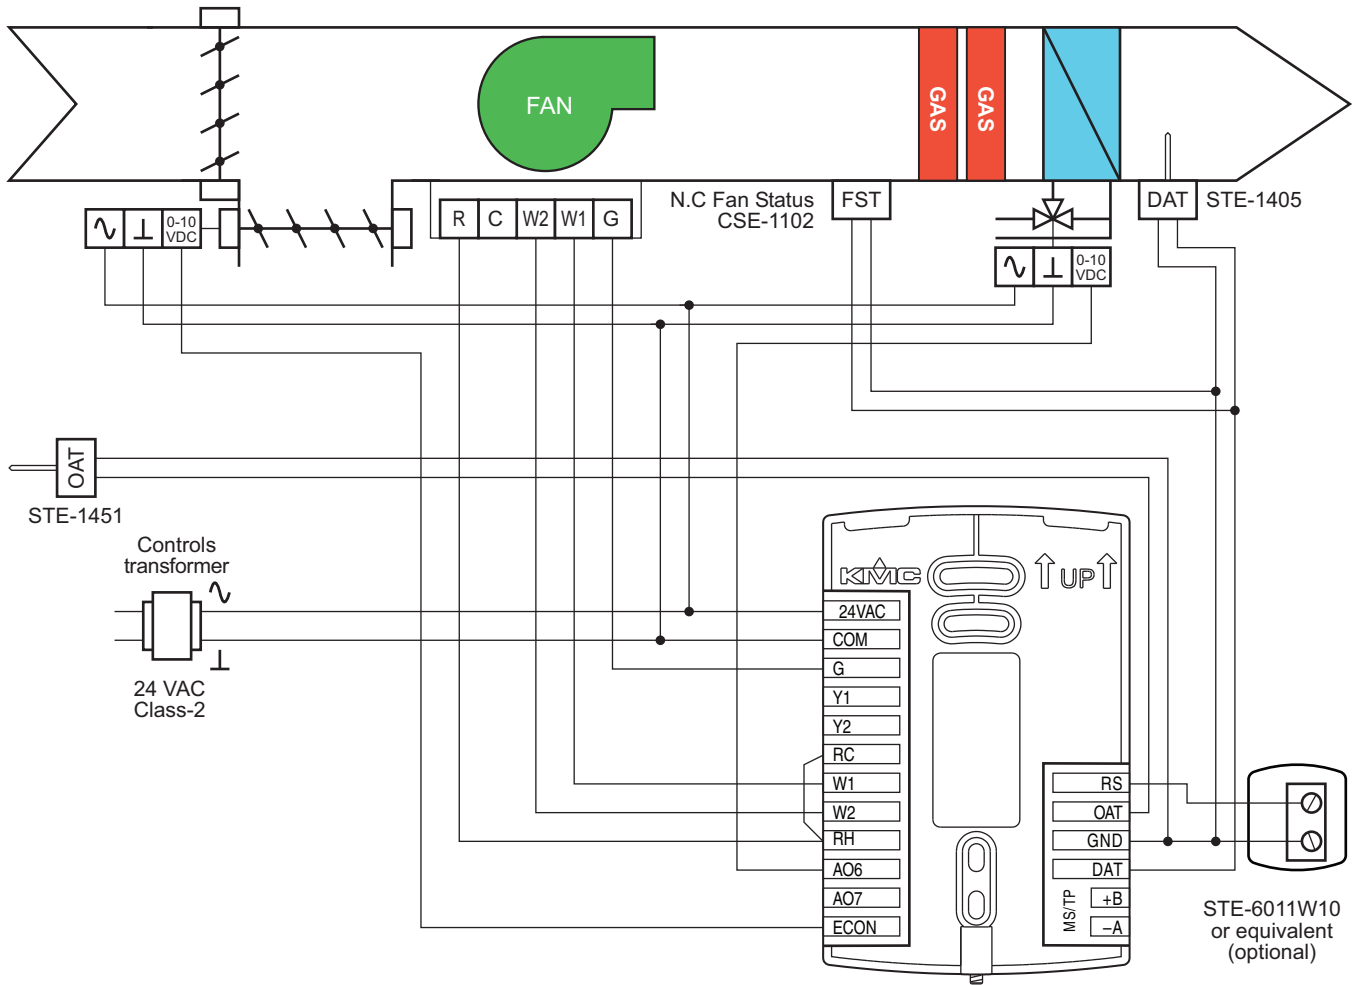 FAN
GAS
GAS
R C W2 W1 G
N.C Fan Status
CSE-1102
FST
DAT
STE-1405
0-10
VDC
0-10
VDC
OAT
STE-1451
Controls
transformer
24 VAC
Class-2
KMC
UP
24VAC
COM
G
Y1
Y2
RC
W1
W2
RH
AO6
AO7
ECON
RS
OAT
GND
DAT
MS/TP
+B
–A
STE-6011W10
or equivalent
(optional)